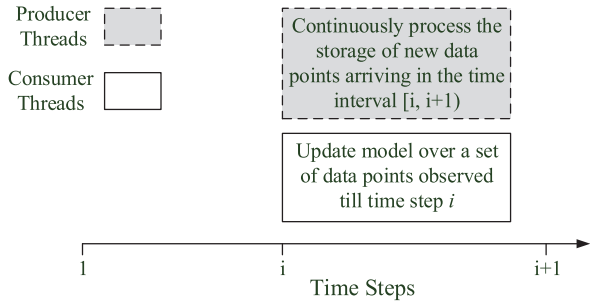 Producer
Threads
Consumer
Threads
Continuously process the
storage of new data
points arriving in the time
interval [i, i+1)
Update model over a set
of data points observed
till time step i
1
i
i+1
Time Steps